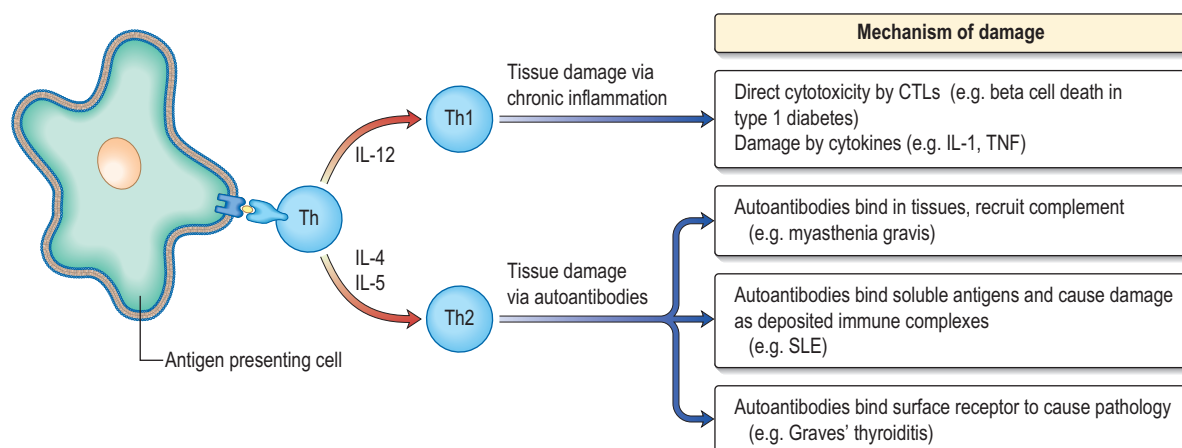 Mechanism of damage
Tissue damage via
chronic inflammation
Th1
IL-12
Direct cytotoxicity by CTLs (e.g. beta cell death in
type 1 diabetes)
Damage by cytokines (e.g. IL-1, TNF)
Th
Autoantibodies bind in tissues, recruit complement
(e.g. myasthenia gravis)
IL-4
IL-5
Tissue damage
via autoantibodies
Th2
Autoantibodies bind soluble antigens and cause damage
as deposited immune complexes
(e.g. SLE)
Antigen presenting cell
Autoantibodies bind surface receptor to cause pathology
(e.g. Graves’ thyroiditis)